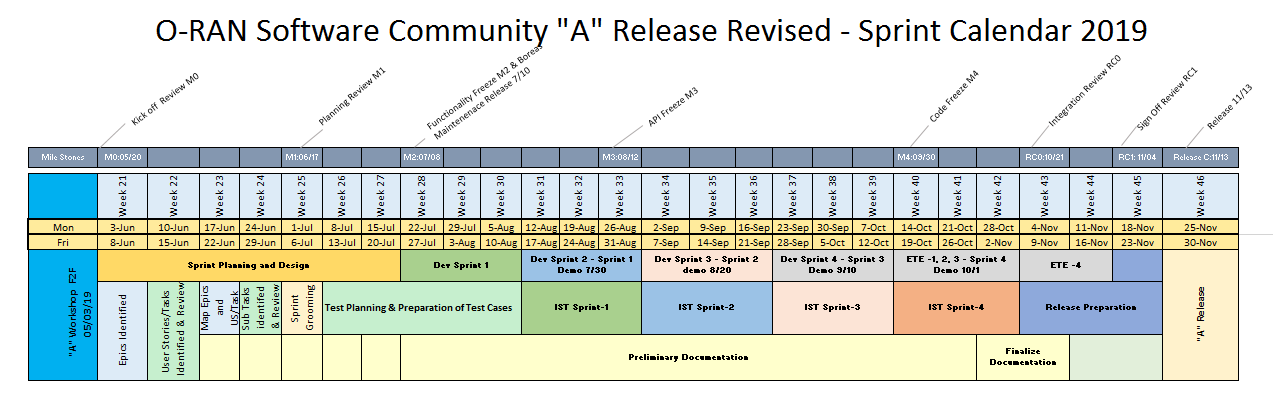 O-RAN Software Community "A" Release Revised - Sprint Calendar 2019
Kick off Review M0
Planning Review M1
Functionality Freeze M2 & Boreas
Maintenenace Release 7/10
API Freeze M3
Code Freeze M4
Integration Review RC0
Sign Off Review RC1
Release 11/13
Mile Stones M0:05/20 M1:06/17 M2:07/08 M3:08/12 M4:09/30 RC0:10/21 RC1: 11/04 Release C:11/13
Week 21 Week 22 Week 23 Week 24 Week 25 Week 26 Week 27 Week 28 Week 29 Week 30 Week 31 Week 32 Week 33 Week 34 Week 35 Week 36 Week 37 Week 38 Week 39 Week 40 Week 41 Week 42 Week 43 Week 44 Week 45 Week 46
Mon 3-Jun 10-Jun 17-Jun 24-Jun 1-Jul 8-Jul 15-Jul 22-Jul 29-Jul 5-Aug 12-Aug 19-Aug 26-Aug 2-Sep 9-Sep 16-Sep 23-Sep 30-Sep 7-Oct 14-Oct 21-Oct 28-Oct 4-Nov 11-Nov 18-Nov 25-Nov
Fri 8-Jun 15-Jun 22-Jun 29-Jun 6-Jul 13-Jul 20-Jul 27-Jul 3-Aug 10-Aug 17-Aug 24-Aug 31-Aug 7-Sep 14-Sep 21-Sep 28-Sep 5-Oct 12-Oct 19-Oct 26-Oct 2-Nov 9-Nov 16-Nov 23-Nov 30-Nov
"A" Workshop F2F
05/03/19
Sprint Planning and Design
Dev Sprint 1
Dev Sprint 2 - Sprint 1
Demo 7/30
Dev Sprint 3 - Sprint 2
demo 8/20
Dev Sprint 4 - Sprint 3
Demo 9/10
ETE -1, 2, 3 - Sprint 4
Demo 10/1
ETE -4
Epics Identified
User Stories/Tasks
Identified & Review
Map Epics
and
US/Task
Sub Tasks
identifed
& Review
Sprint
Grooming
Test Planning & Preparation of Test Cases
IST Sprint-1
IST Sprint-2
IST Sprint-3
IST Sprint-4
Release Preparation
"A" Release
Preliminary Documentation
Finalize
Documentation